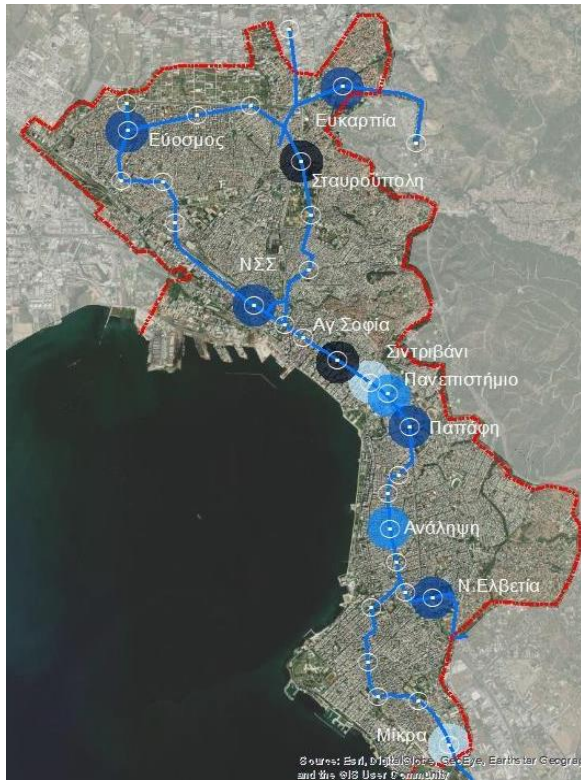 Ευκαρπία
Εύοσμος
Σταυρούπολη
ΝΣΣ
Αγ Σοφία
Σιντριβάνι
Πανεπιστήμιο
Παπάφη
Ανάληψη
Ν.Ελβετία
Μίκρα
Source: Esri, DigitalGlobe, GeoEye, Earthstar Geogra
and the GIS User Community,